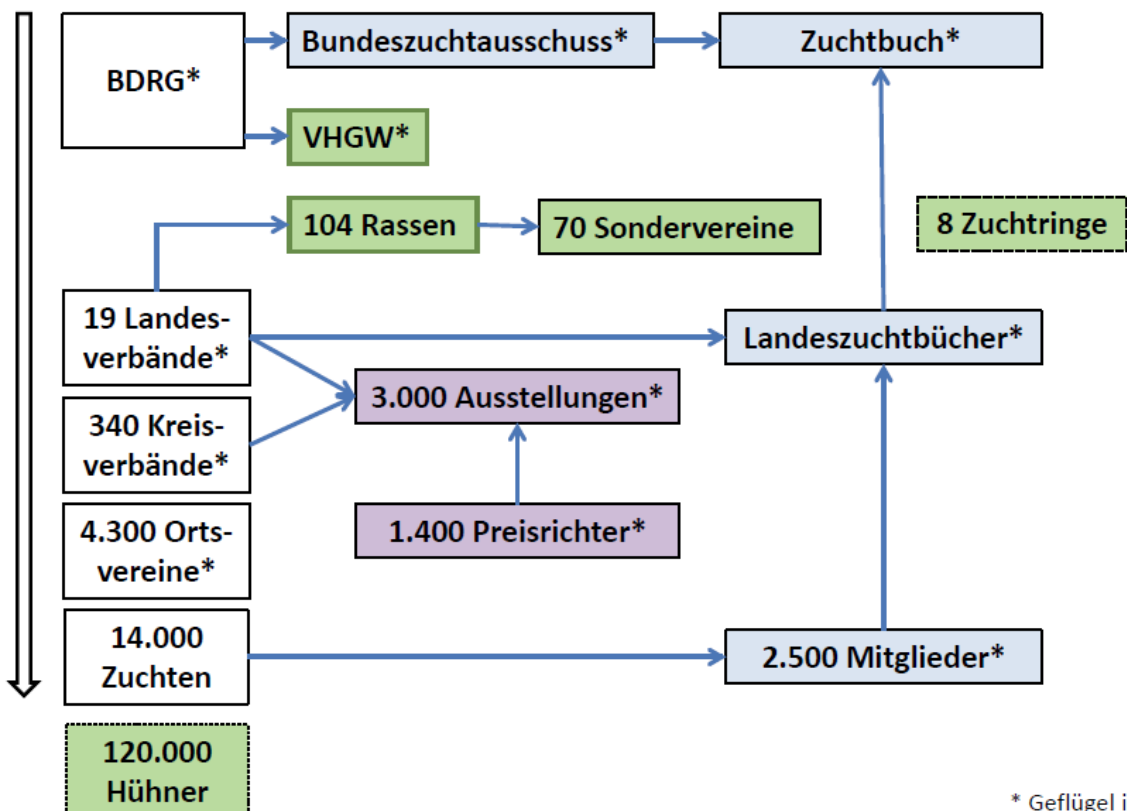 BDRG*
Bundeszuchtausschuss*
Zuchtbuch*
VHGW*
104 Rassen
70 Sondervereine
8 Zuchtringe
19 Landes-
verbände*
Landeszuchtbücher*
3.000 Ausstellungen*
340 Kreis-
verbände*
4.300 Orts-
vereine*
1.400 Preisrichter*
14.000
Zuchten
2.500 Mitglieder*
120.000
Hühner
* Geflügel i